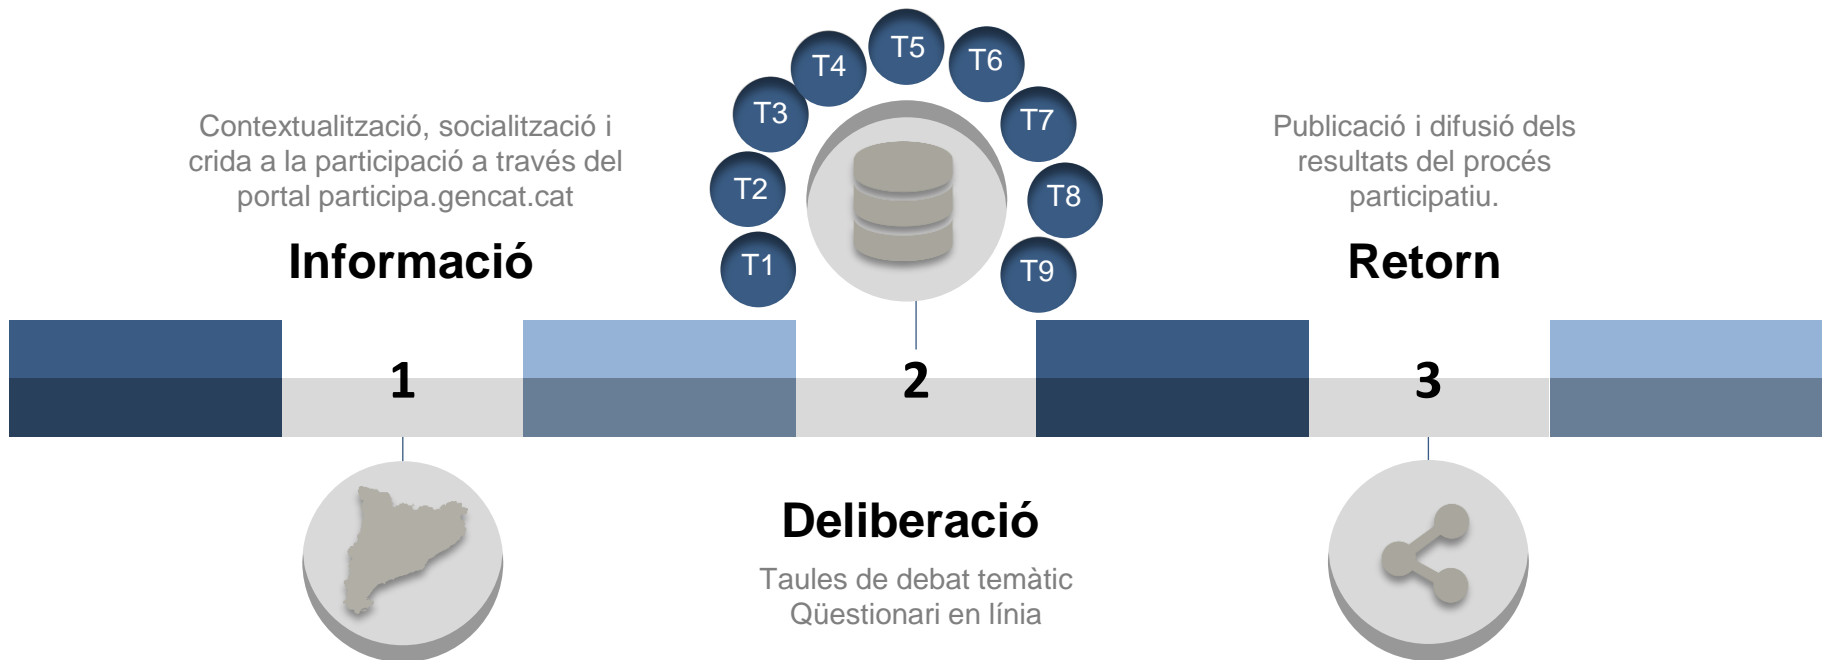 Contextualització, socialització i
crida a la participació a través del
portal participa.gencat.cat
Informació
1
T1
T2
T3
T4
T5
T6
T7
T8
T9
2
Deliberació
Taules de debat temàtic
Qüestionari en línia
Publicació i difusió dels
resultats del procés
participatiu.
Retorn
3